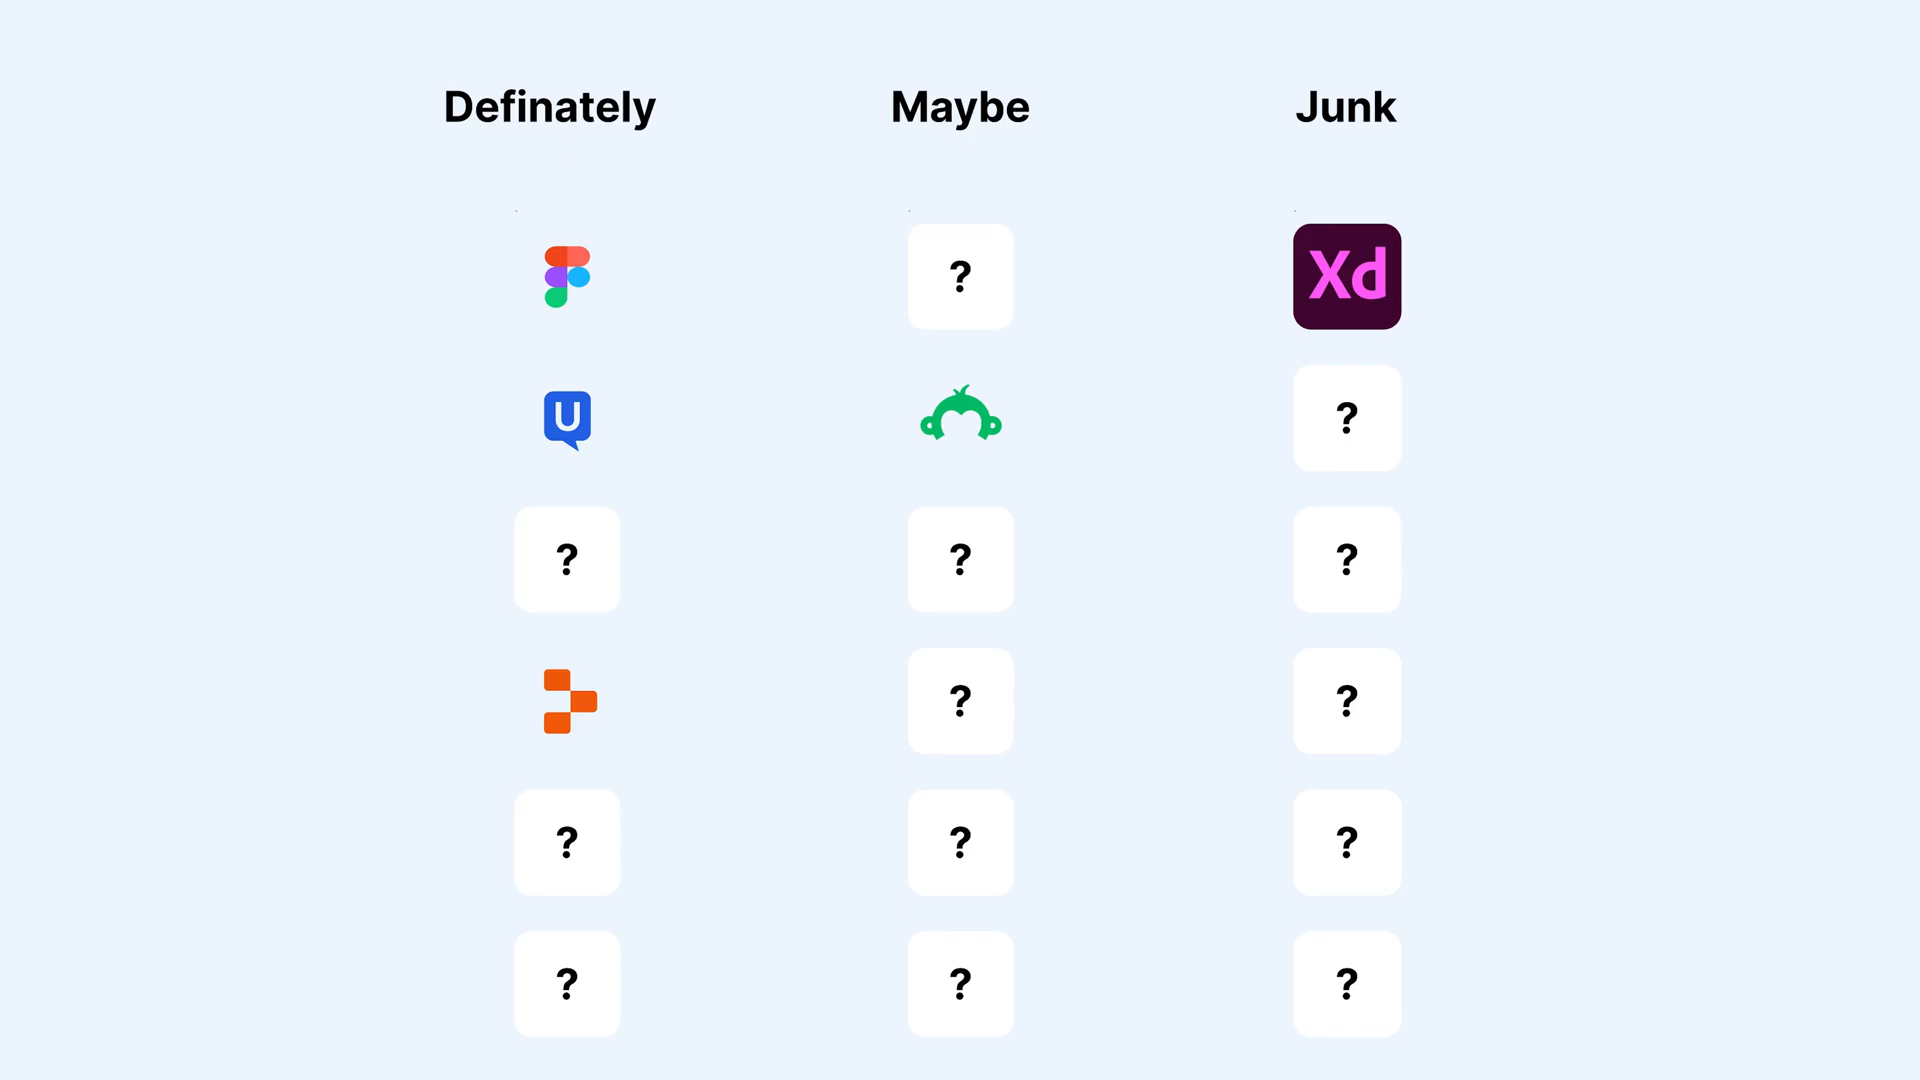 Definately Maybe Junk
? Xd
U ?
? ? ?
? ?
? ? ?
? ? ?